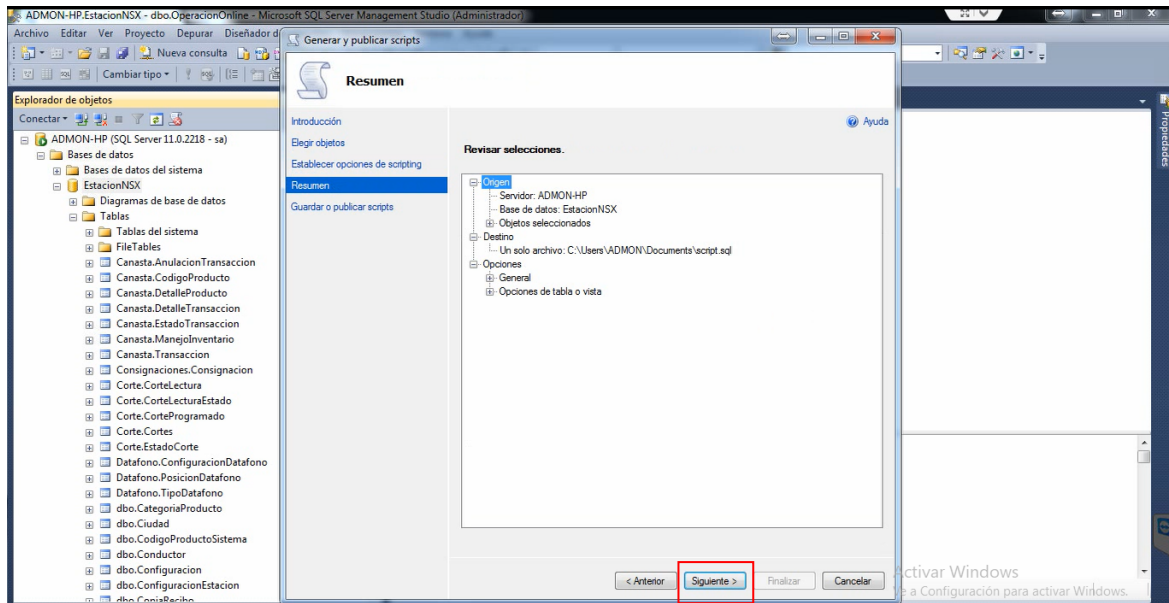 ADMON-HP.EstacionNSX - dbo.OperacionOnline - Microsoft SQL Server Management Studio (Administrador)
Archivo Editar Ver Proyecto Depurar Diseñador d
Nueva consulta
Cambiar tipo
Explorador de objetos
Conectar
ADMON-HP (SQL Server 11.0.2218 - sa)
Bases de datos
Bases de datos del sistema
EstacionNSX
Diagramas de base de datos
Tablas
Tablas del sistema
FileTables
Canasta.AnulacionTransaccion
Canasta.CodigoProducto
Canasta.DetalleProducto
Canasta.DetalleTransaccion
Canasta.EstadoTransaccion
Canasta.ManejoInventario
Canasta.Transaccion
Consignaciones.Consignacion
Corte.CorteLectura
Corte.CorteLecturaEstado
Corte.CorteProgramado
Corte.Cortes
Corte.EstadoCorte
Datafono.ConfiguracionDatafono
Datafono.PosicionDatafono
Datafono.TipoDatafono
dbo.CategoriaProducto
dbo.Ciudad
dbo.CodigoProductoSistema
dbo.Conductor
dbo.Configuracion
dbo.ConfiguracionEstacion
dbo.CopiaRecibo
Generar y publicar scripts
Resumen
Introducción
Elegir objetos
Establecer opciones de scripting
Resumen
Guardar o publicar scripts
Ayuda
Revisar selecciones.
Origen
Servidor: ADMON-HP
Base de datos: EstacionNSX
Objetos seleccionados
Destino
Un solo archivo: C:\Users\ADMON\Documents\script.sql
Opciones
General
Opciones de tabla o vista
< Anterior
Siguiente >
Finalizar
Cancelar
Propiedades
Activar Windows
Ve a Configuración para activar Windows.